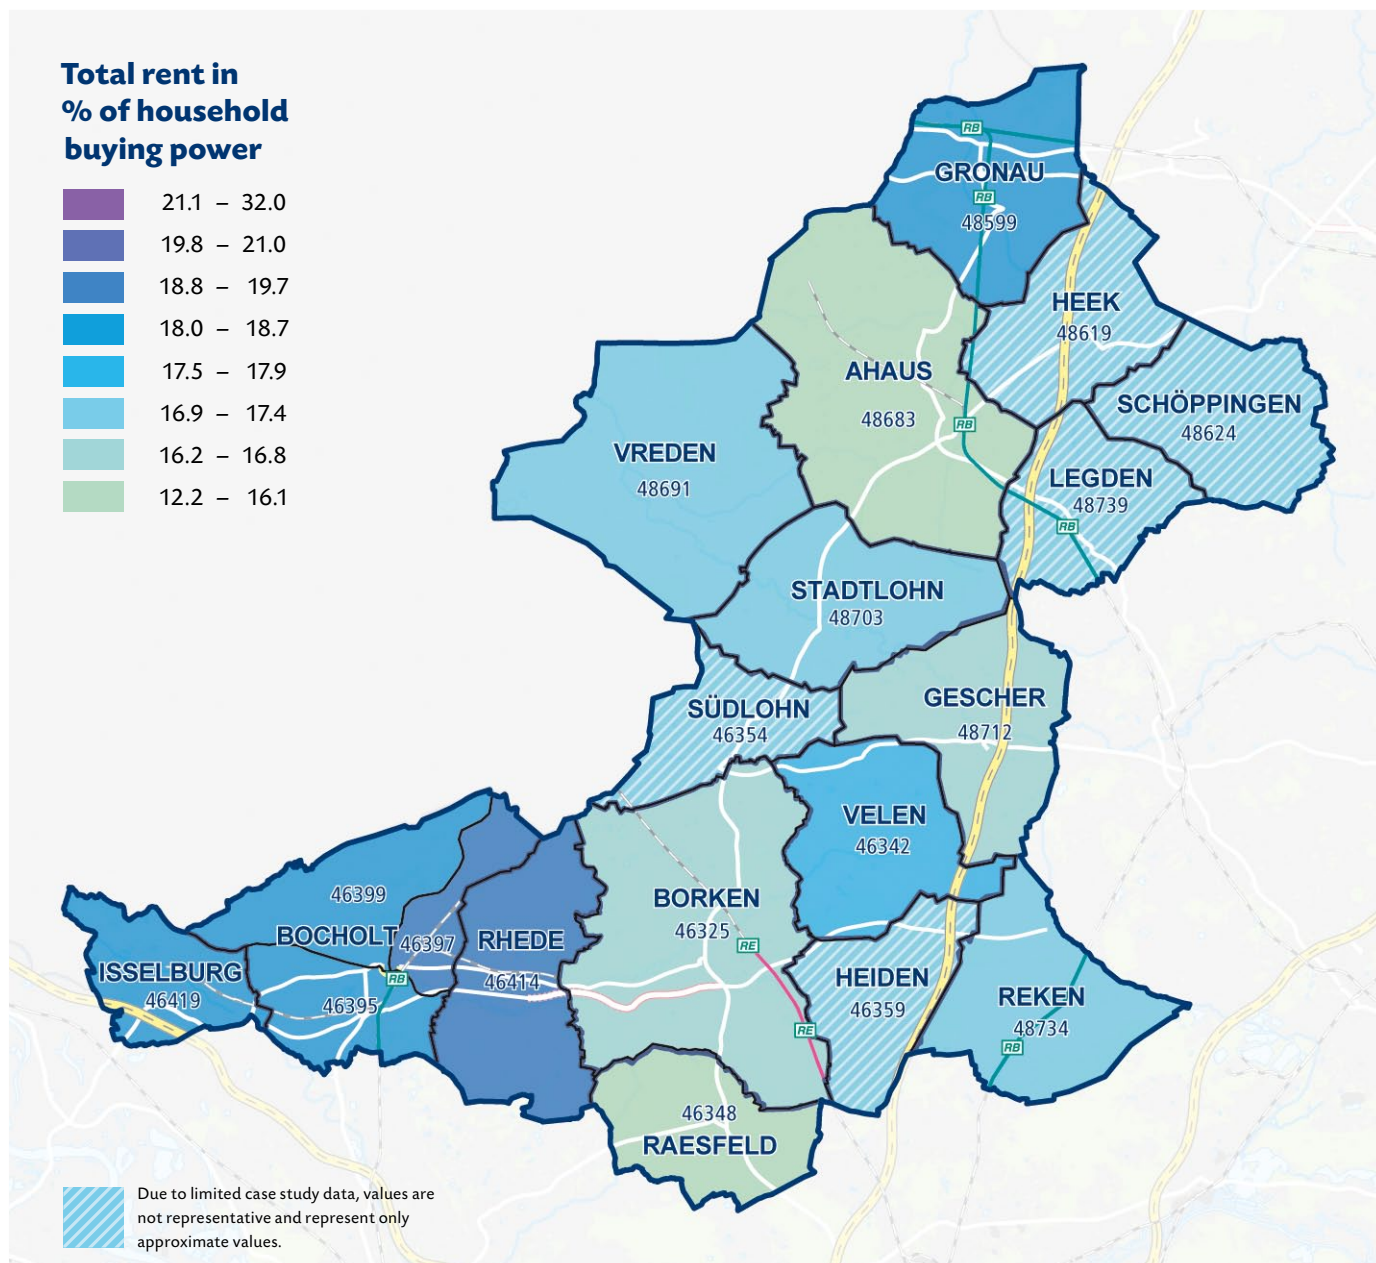 Total rent in
% of household
buying power
21.1 – 32.0
19.8 – 21.0
18.8 – 19.7
18.0 – 18.7
17.5 – 17.9
16.9 – 17.4
16.2 – 16.8
12.2 – 16.1
RB
GRONAU
RB
48599
HEEK
48619
AHAUS
48683
RB
SCHÖPPINGEN
48624
VREDEN
48691
LEGDEN
48739
RB
STADTLOHN
48703
SÜDLOHN
46354
GESCHER
48712
VELEN
46342
46399
BOCHOLT
46397
RHEDE
46414
BORKEN
46325
RE
ISSELBURG
46419
RB
46395
HEIDEN
46359
RE
REKEN
48734
RB
46348
RAESFELD
Due to limited case study data, values are
not representative and represent only
approximate values.